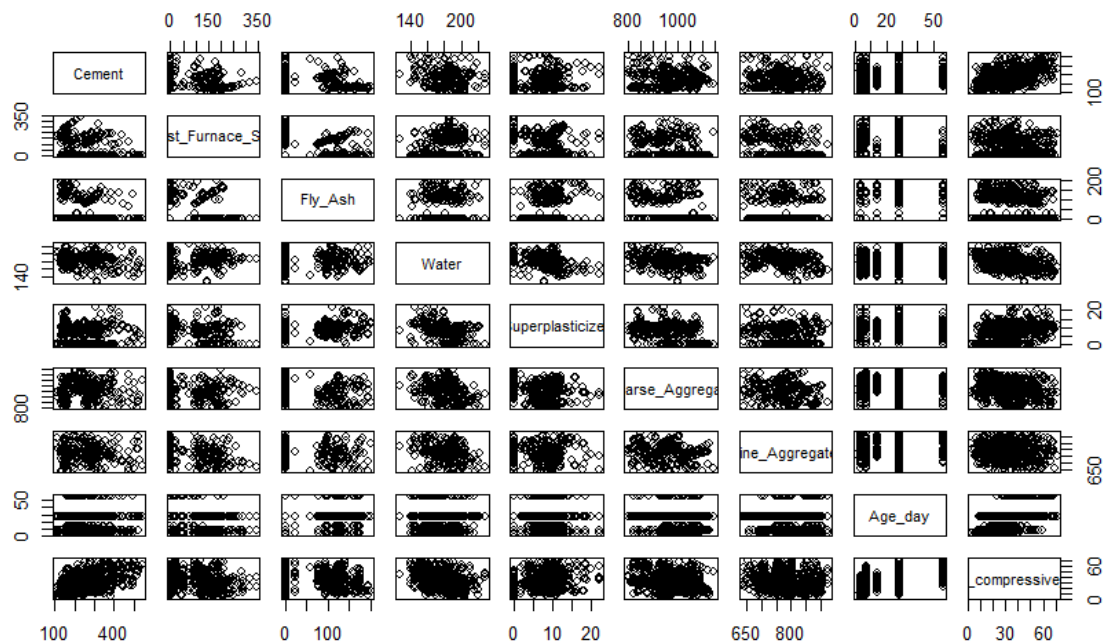 0 150 350 140 200 800 1000 0 20 50
Cement
100
350
0
st_Furnace_S
Fly_Ash
200
0
140
Water
uperplasticize
20
0
800
arse_Aggrega
ine_Aggregate
650
50
0
Age_day
_compressive
60
0
100 400 0 100 0 10 20 650 800 0 20 40 60